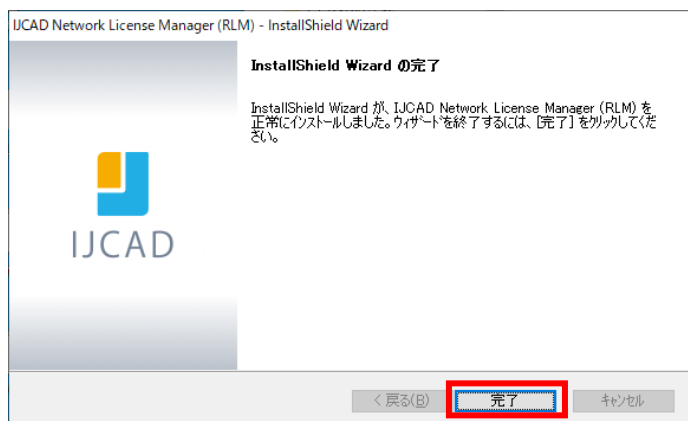 IJCAD Network License Manager (RLM) - InstallShield Wizard
InstallShield Wizard の完了
InstallShield Wizard が、IJCAD Network License Manager (RLM) を
正常にインストールしました。ウィザードを終了するには、[完了] をクリックしてくだ
さい。
IJCAD
< 戻る(B)
完了
キャンセル